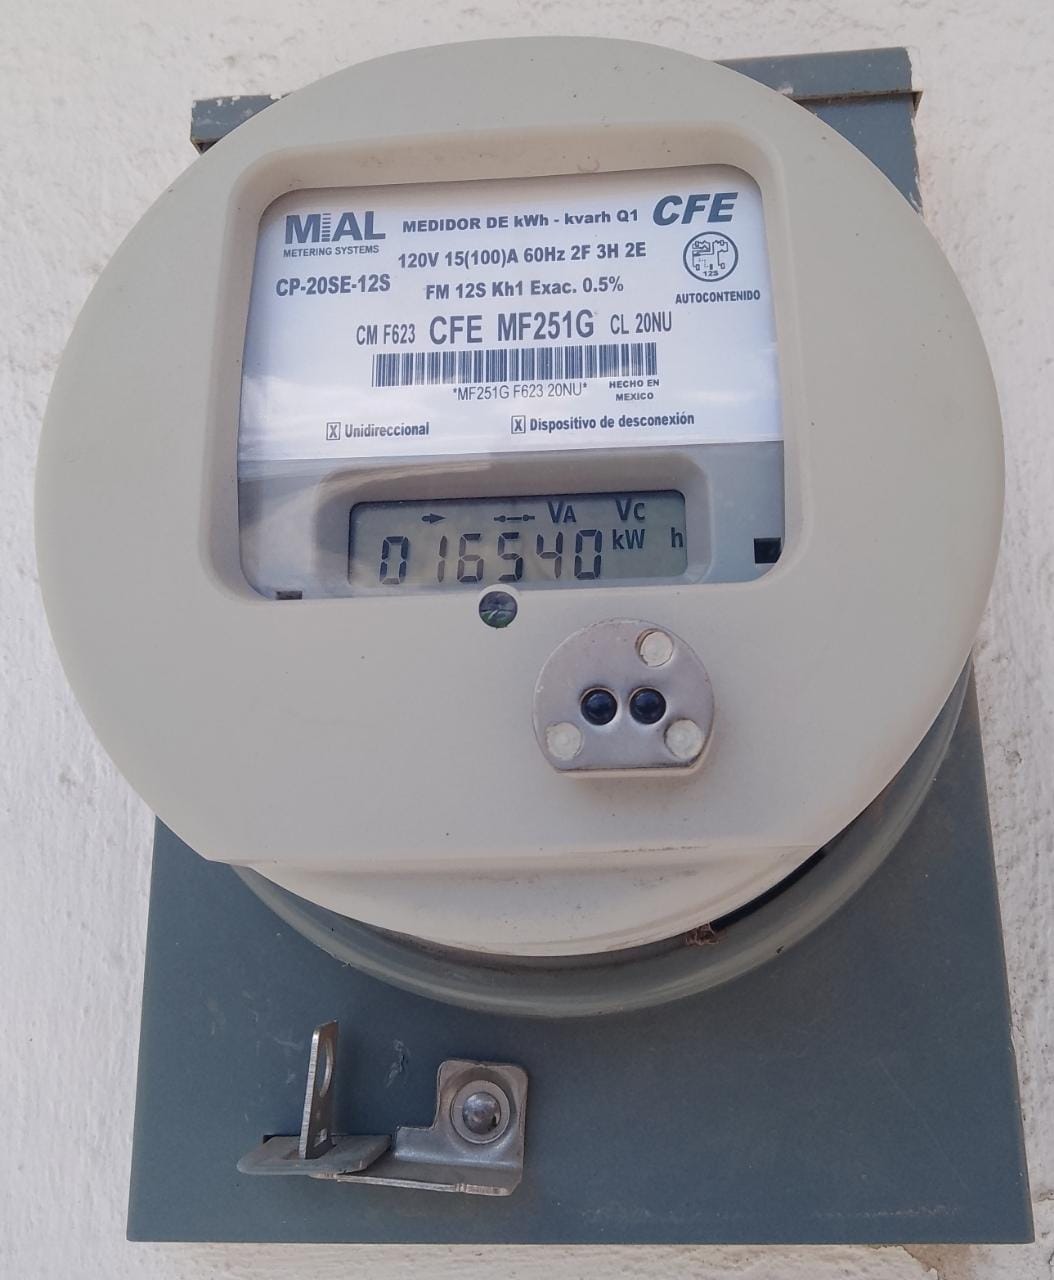 MIAL
METERING SYSTEMS
MEDIDOR DE kWh - kvarh Q1
CFE
120V 15(100)A 60Hz 2F 3H 2E
CP-20SE-12S
FM 12S Kh1 Exac. 0.5%
12S
AUTOCONTENIDO
CM F623 CFE MF251G CL 20NU
*MF251G F623 20NU*
HECHO EN
MEXICO
X Unidireccional
X Dispositivo de desconexión
VA VC
016540 kW h